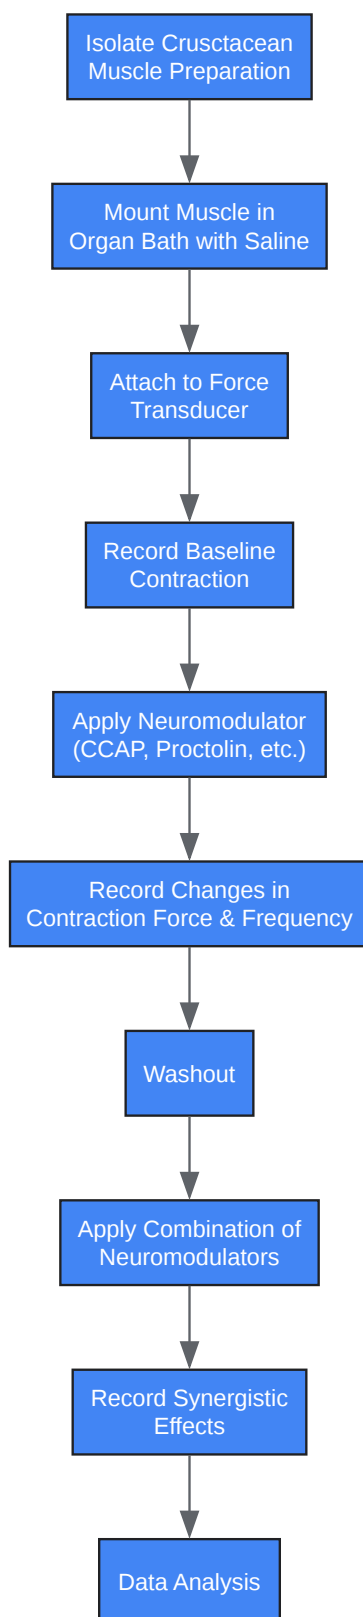 Isolate Crusctacean
Muscle Preparation
Mount Muscle in
Organ Bath with Saline
Attach to Force
Transducer
Record Baseline
Contraction
Apply Neuromodulator
(CCAP, Proctolin, etc.)
Record Changes in
Contraction Force & Frequency
Washout
Apply Combination of
Neuromodulators
Record Synergistic
Effects
Data Analysis